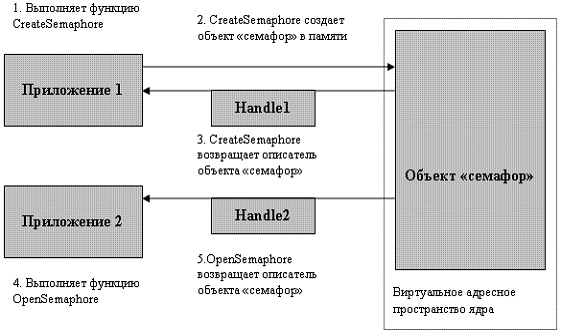 1. Выполняет функцию
CreateSemaphore
2. CreateSemaphore создает
объект «семафор» в памяти
Приложение 1
Handle1
3. CreateSemaphore
возвращает описатель
объекта «семафор»
Объект «семафор»
Приложение 2
Handle2
4. Выполняет функцию
OpenSemaphore
5.OpenSemaphore
возвращает описатель
объекта «семафор»
Виртуальное адресное
пространство ядра